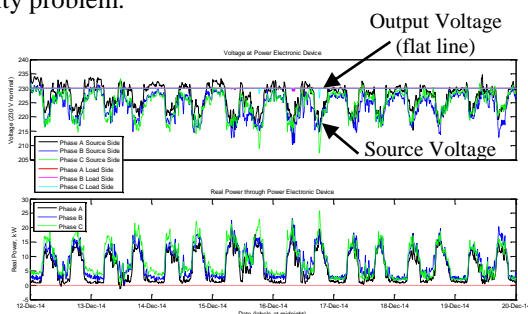 ity problem.
Output Voltage
(flat line)
Voltage at Power Electronic Device
Voltage (230 V nominal)
240
235
230
225
220
215
210
205
Phase A Source Side
Phase B Source Side
Phase C Source Side
Phase A Load Side
Phase B Load Side
Phase C Load Side
Source Voltage
Real Power through Power Electronic Device
Real Power, kW
30
25
20
15
10
5
0
-5
Phase A
Phase B
Phase C
12-Dec-14
13-Dec-14
14-Dec-14
15-Dec-14
16-Dec-14
17-Dec-14
18-Dec-14
19-Dec-14
20-Dec-14
Date (labels at midnight)